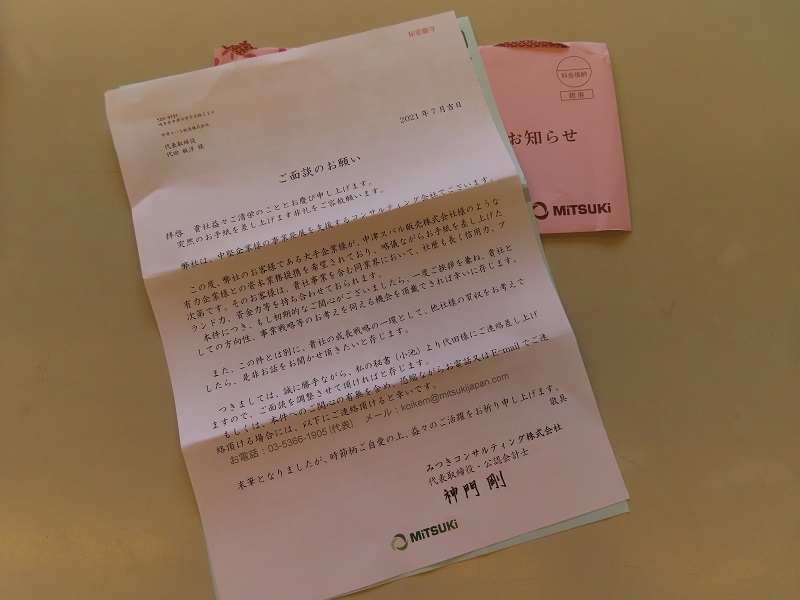 秘密厳守
2021年7月吉日
中津スバル販売株式会社
代表取締役
代田 敏洋 様
ご面談のお願い
拝啓 貴社益々ご清栄のこととお慶び申し上げます。
突然のお手紙を差し上げます非礼をご容赦願います。
弊社は、中堅企業様の事業発展を支援するコンサルティング会社でございます。
この度、弊社のお客様である大手企業が、中津スバル販売株式会社様のような
有力企業様との資本業務提携を希望されており、略儀ながらお手紙を差し上げた
次第です。そのお客様は、貴社事業を含む同業界において、社歴も長く信用力、ブ
ランド力、資金力等を持ち合わせておられます。
本件につき、もし初期的なご関心がございましたら、一度ご挨拶を兼ね、貴社と
しての方向性、事業戦略等のお考えを伺える機会を頂戴できれば幸いに存じます。
また、この件とは別に、貴社の成長戦略の一環として、他社様の買収をお考えで
したら、是非お話をお聞かせ頂きたいと存じます。
つきましては、誠に勝手ながら、私の秘書（小池）より代田様にご連絡差し上げ
ますので、ご面談を調整させて頂ければと存じます。
もしくは、本件へのご関心の有無を含め、恐縮ながらお電話又はE-mailでご連
絡頂ける場合には、以下にご連絡頂けると幸いです。
お電話：03-5366-1905 (代表) メール：koikem@mitsukijapan.com
末筆となりましたが、時節柄ご自愛の上、益々のご活躍をお祈り申し上げます。
敬具
みつきコンサルティング株式会社
代表取締役・公認会計士
神門 剛
MiTSUKi
料金後納
親展
お知らせ
MiTSUKi